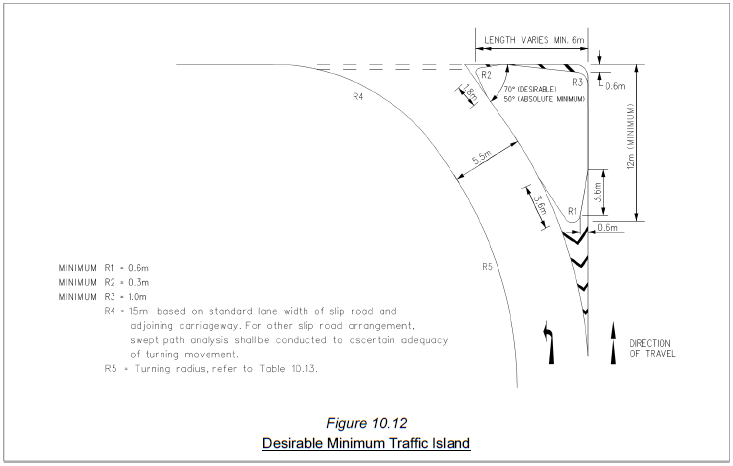 LENGTH VARIES MIN. 6m
R2
R3
0.6m
R4
1.8m
70° (DESIRABLE)
50° (ABSOLUTE MINIMUM)
12m (MINIMUM)
5.5m
3.6m
3.6m
R1
0.6m
R5
MINIMUM R1 = 0.6m
MINIMUM R2 = 0.3m
MINIMUM R3 = 1.0m
R4 = 15m based on standard lane width of slip road and
adjoining carriageway. For other slip road arrangement,
swept path analysis shallbe conducted to cscertain adequacy
of turning movement.
R5 = Turning radius, refer to Table 10.13.
DIRECTION
OF TRAVEL
Figure 10.12
Desirable Minimum Traffic Island